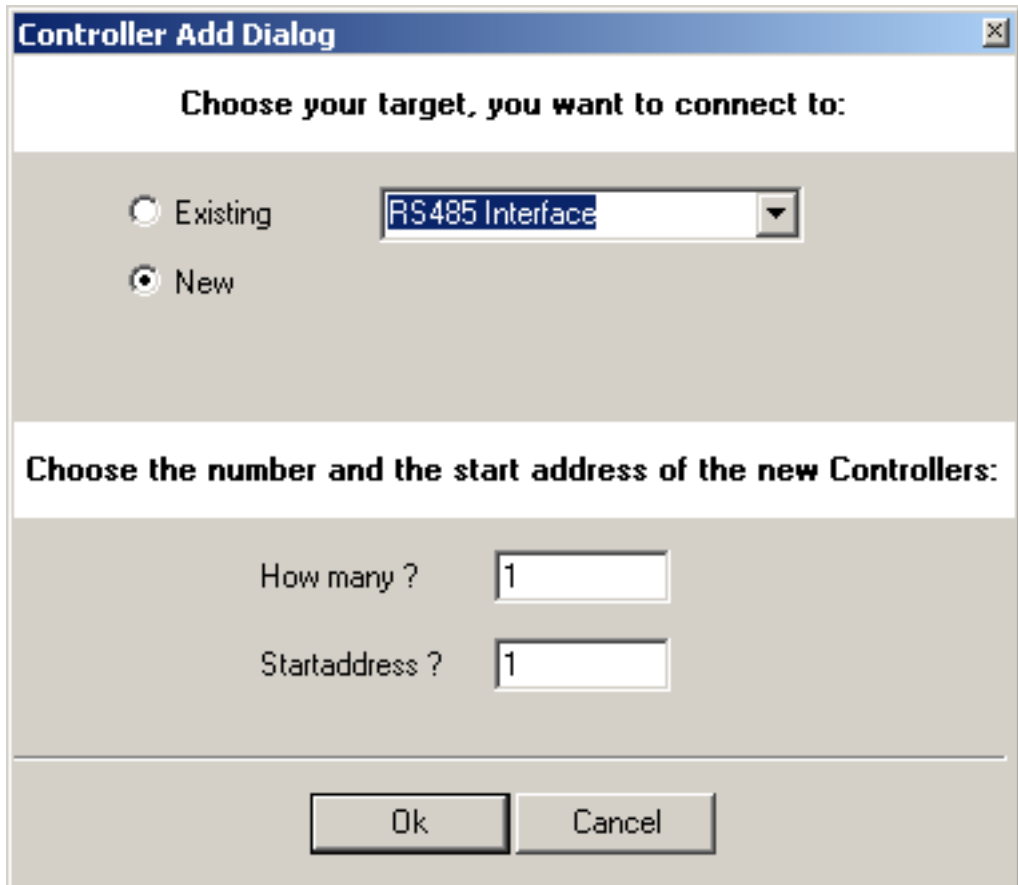 Controller Add Dialog
Choose your target, you want to connect to:
Existing RS485 Interface
New
Choose the number and the start address of the new Controllers:
How many ? 1
Startaddress ? 1
Ok Cancel